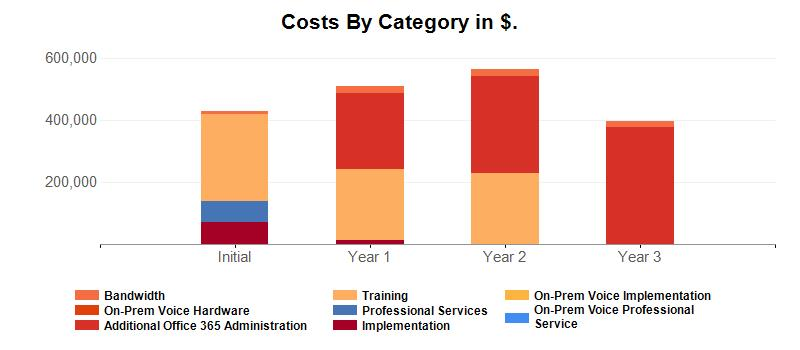 Costs By Category in $.
600,000
400,000
200,000
Initial
Year 1
Year 2
Year 3
Bandwidth
Training
On-Prem Voice Implementation
On-Prem Voice Hardware
Professional Services
On-Prem Voice Professional
Service
Additional Office 365 Administration
Implementation